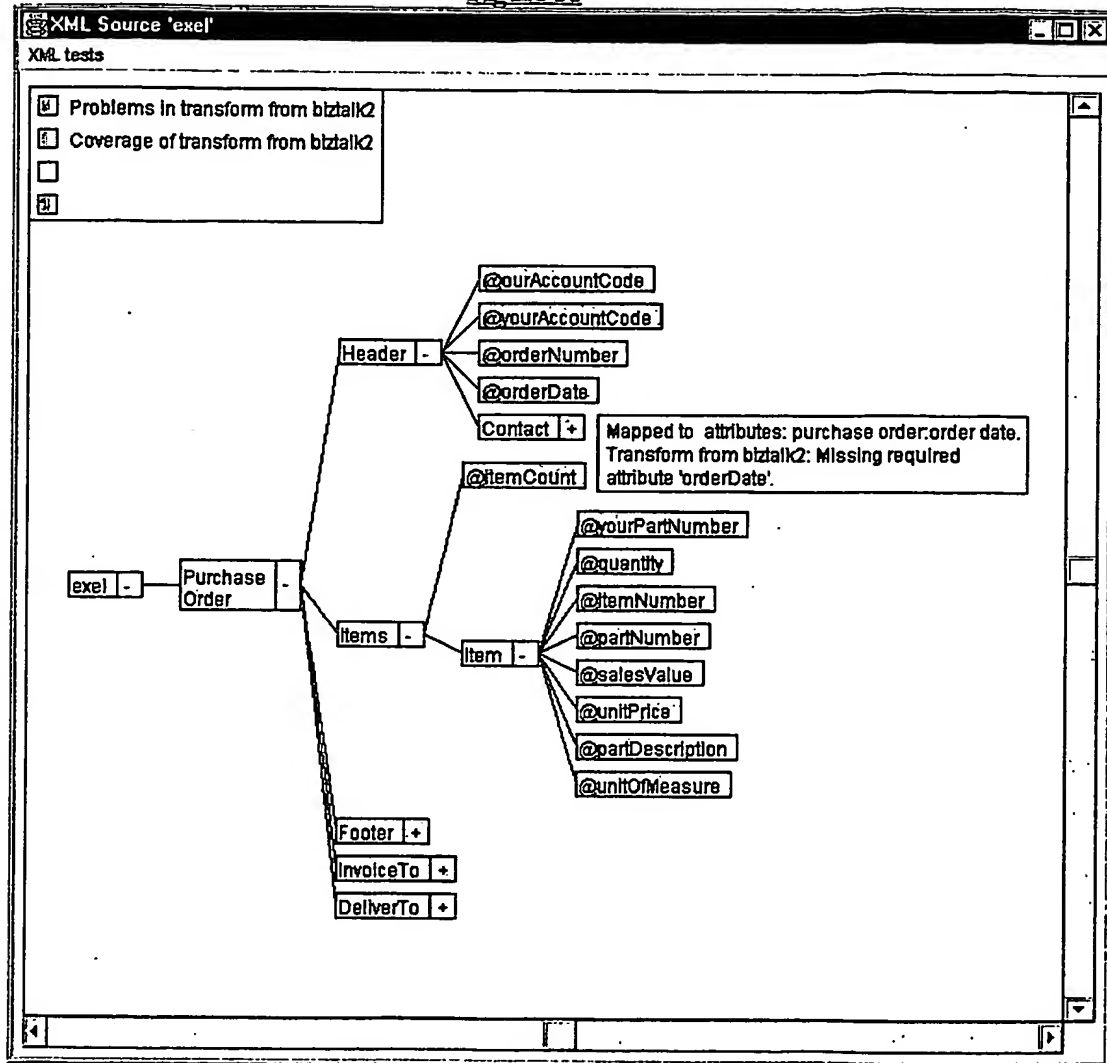 XML Source 'exel'
XML tests
Problems in transform from biztalk2
Coverage of transform from biztalk2
@ourAccountCode
@yourAccountCode
Header -
@orderNumber
@orderDate
Contact +
Mapped to attributes: purchase order:order date.
Transform from biztalk2: Missing required
attribute 'orderDate'.
@itemCount
@yourPartNumber
@quantity
exel -
Purchase
Order -
@itemNumber
Items -
@partNumber
Item -
@salesValue
@unitPrice
@partDescription
@unitOfMeasure
Footer +
InvoiceTo +
DeliverTo +